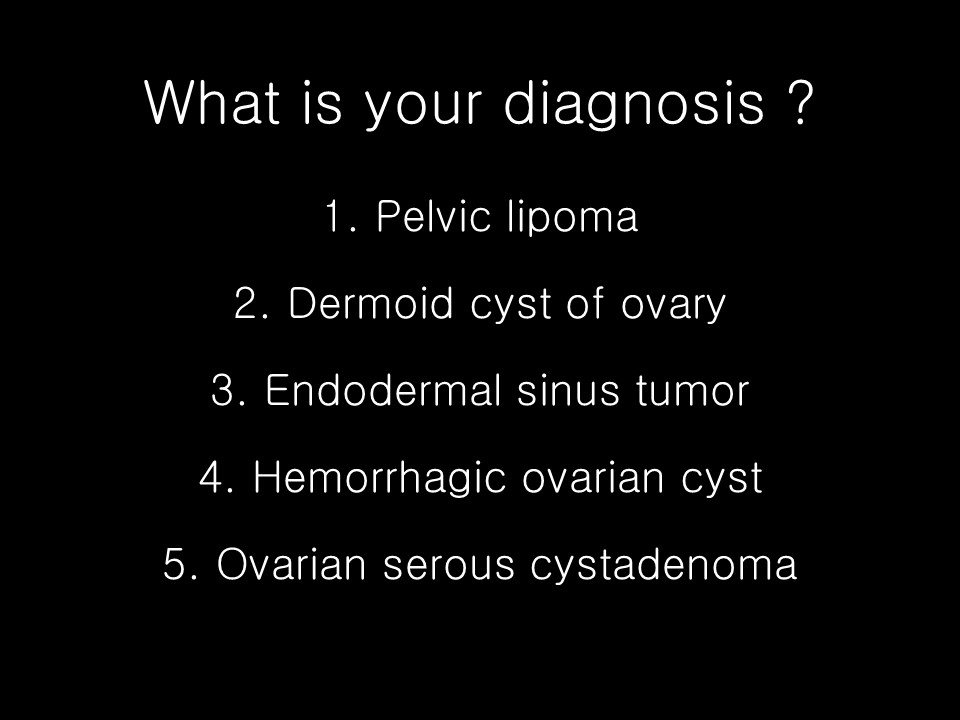 What is your diagnosis ?
1. Pelvic lipoma
2. Dermoid cyst of ovary
3. Endodermal sinus tumor
4. Hemorrhagic ovarian cyst
5. Ovarian serous cystadenoma